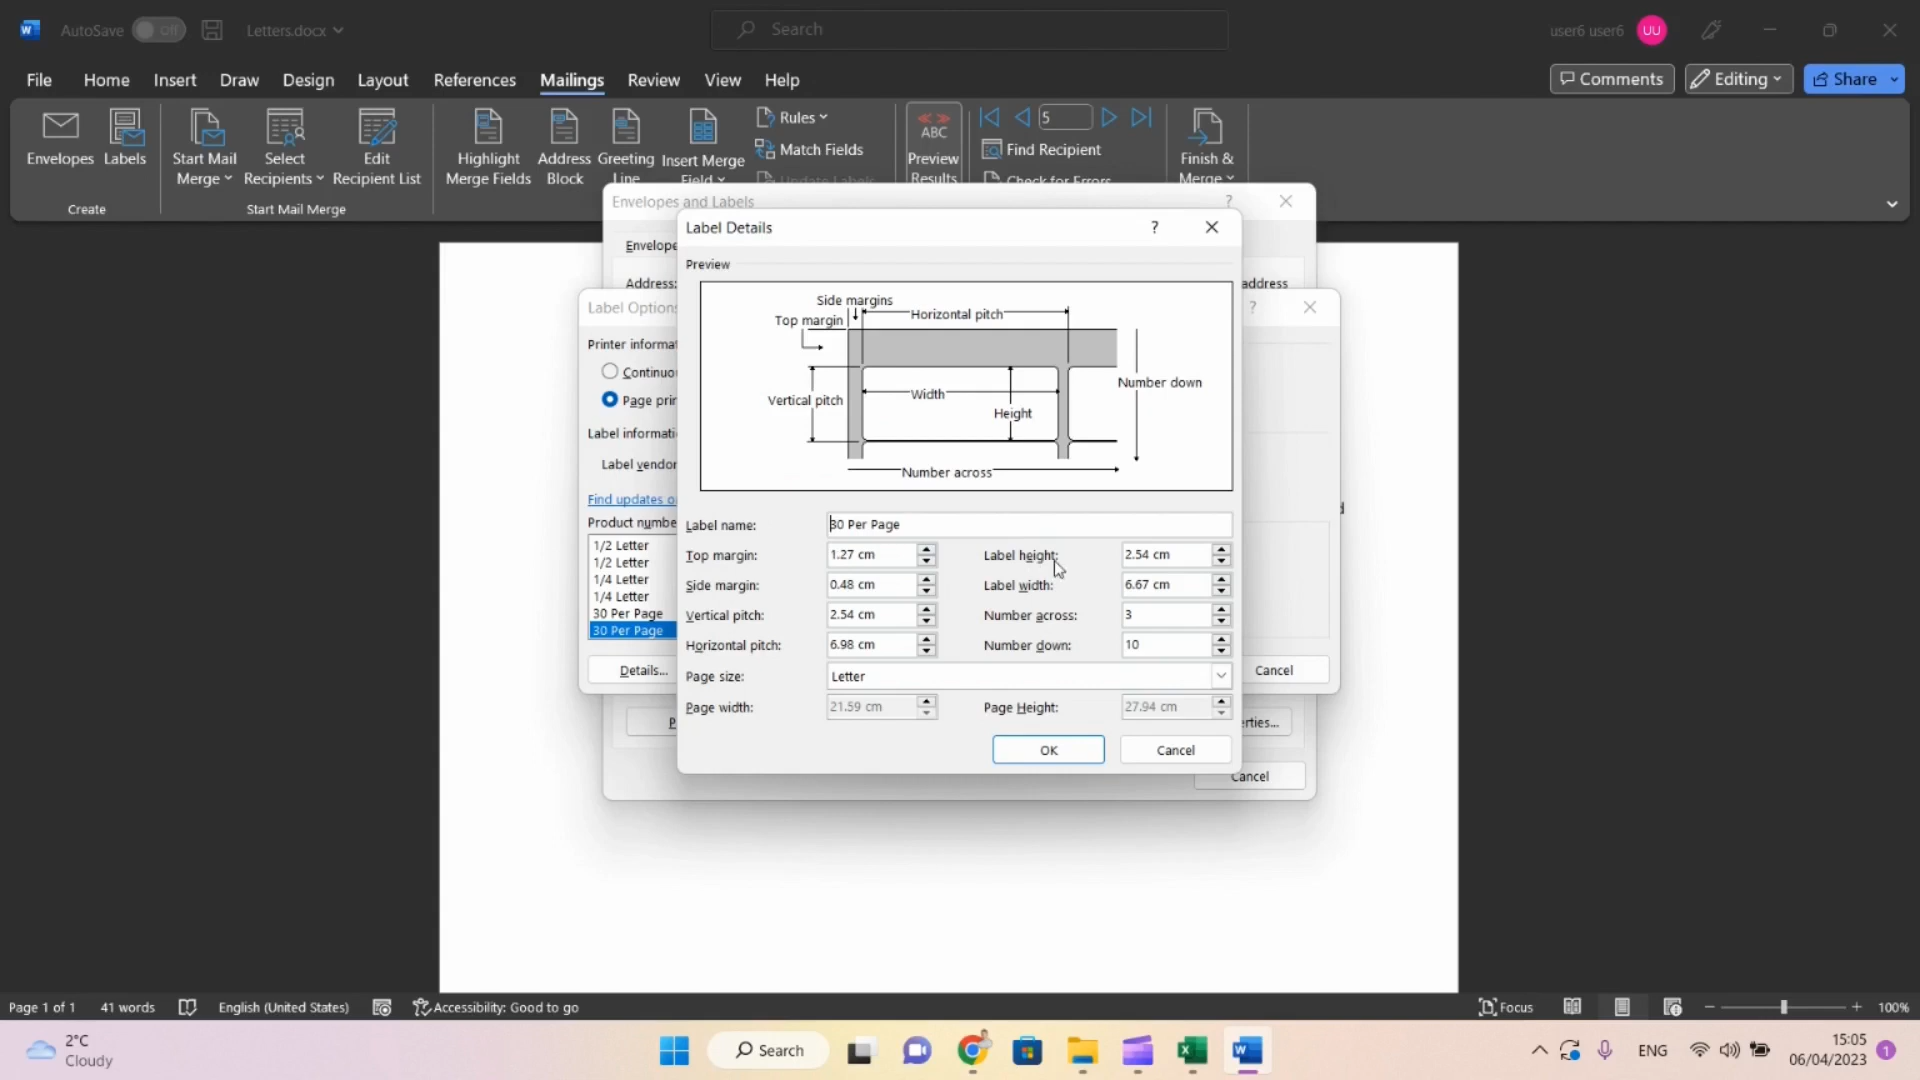 AutoSave Off Letters.docx Search user6 user6 UU
File Home Insert Draw Design Layout References Mailings Review View Help Comments Editing Share
Envelopes Labels Start Mail Merge Select Recipients Edit Recipient List Highlight Merge Fields Address Block Greeting Line Insert Merge Field Rules Match Fields Update Labels ABC Preview Results 5 Find Recipient Check for Errors Finish & Merge
Create Start Mail Merge
Envelopes and Labels ?
Label Details ?
Envelope
Preview
Address: address
Side margins
Label Options ?
Horizontal pitch
Top margin
Printer informa
Continuo
Number down
Width
Page prin
Vertical pitch
Height
Label informati
Label vendor
Number across
Find updates o
Product numbe
Label name: 30 Per Page
1/2 Letter
Top margin: 1.27 cm Label height: 2.54 cm
1/2 Letter
1/4 Letter
Side margin: 0.48 cm Label width: 6.67 cm
1/4 Letter
30 Per Page
Vertical pitch: 2.54 cm Number across: 3
30 Per Page
Horizontal pitch: 6.98 cm Number down: 10
Details... Cancel
Page size: Letter
Page width: 21.59 cm Page Height: 27.94 cm
P erties...
OK Cancel
Cancel
Page 1 of 1 41 words English (United States) Accessibility: Good to go Focus 100%
2°C
Cloudy
Search
ENG
15:05
06/04/2023
1